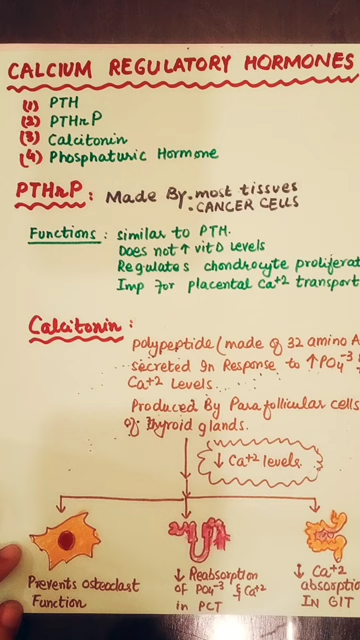 CALCIUM REGULATORY HORMONES
(1) PTH
(2) PTHrP
(3) Calcitonin
(4) Phosphaturic Hormone
PTHrP: Made By: most tissues
. CANCER CELLS
Functions: similar to PTH.
Does not ↑ vit D levels
Regulates chondrocyte proliferat
Imp For placental Ca+2 transport
Calcitonin:
polypeptide (made of 32 amino A
secreted In Response to ↑PO4-3
Ca+2 Levels...
Produced By Parafollicular cells
of thyroid glands.
↓ Ca+2 levels.
Prevents osteoclast
Function
↓ Reabsorption
of PO4-3 & Ca+2
in PCT
↓ Ca+2
absorption
IN GIT